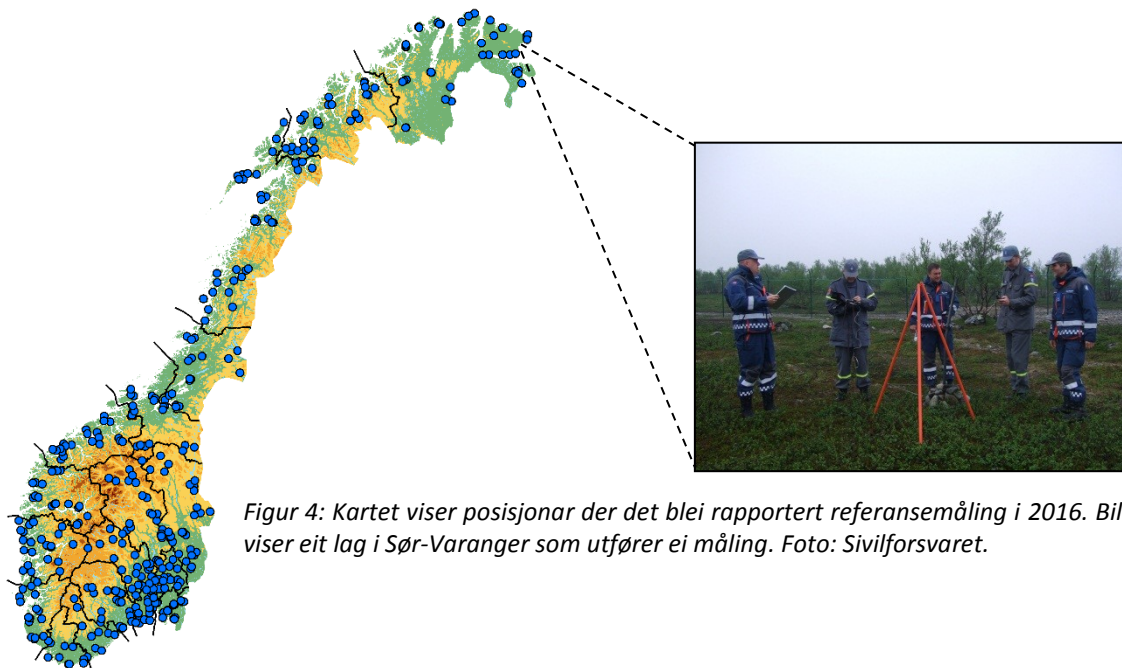 Figur 4: Kartet viser posisjonar der det blei rapportert referansemåling i 2016. Bil
viser eit lag i Sør-Varanger som utfører ei måling. Foto: Sivilforsvaret.